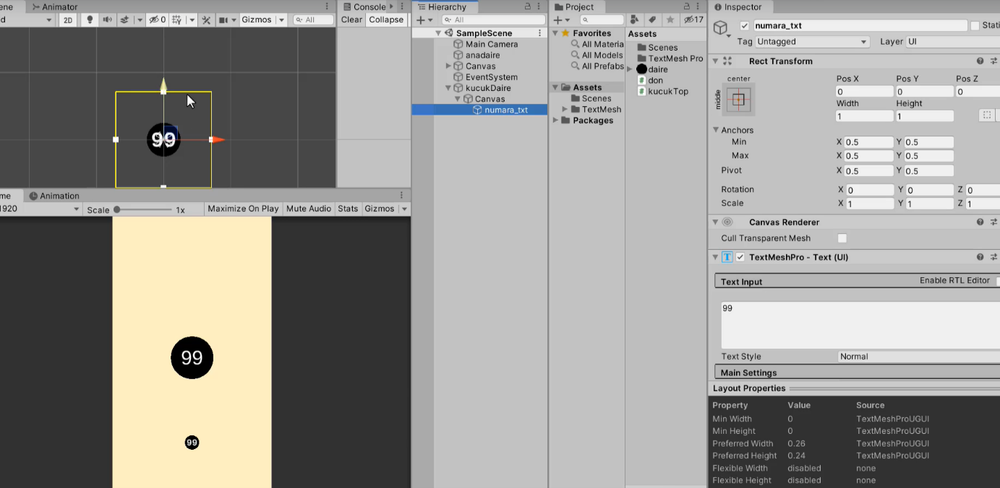 ene Animator
d 2D 0 Gizmos All
99
me Animation
1920 Scale 1x Maximize On Play Mute Audio Stats Gizmos
99
99
Console
Clear Collapse
Hierarchy
All
SampleScene
Main Camera
anadaire
Canvas
EventSystem
kucukDaire
Canvas
numara_txt
Project
17
Favorites
All Materia
All Models
All Prefabs
Assets
Scenes
TextMesh
Packages
Assets
Scenes
TextMesh Pro
daire
don
kucukTop
Inspector
numara_txt Stati
Tag Untagged Layer UI
Rect Transform
center
middle
Pos X Pos Y Pos Z
0 0 0
Width Height
1 1
Anchors
Min X 0.5 Y 0.5
Max X 0.5 Y 0.5
Pivot X 0.5 Y 0.5
Rotation X 0 Y 0 Z 0
Scale X 1 Y 1 Z 1
Canvas Renderer
Cull Transparent Mesh
T TextMeshPro - Text (UI)
Text Input Enable RTL Editor
99
Text Style Normal
Main Settings
Layout Properties
Property Value Source
Min Width 0 TextMeshProUGUI
Min Height 0 TextMeshProUGUI
Preferred Width 0.26 TextMeshProUGUI
Preferred Height 0.24 TextMeshProUGUI
Flexible Width disabled none
Flexible Height disabled none